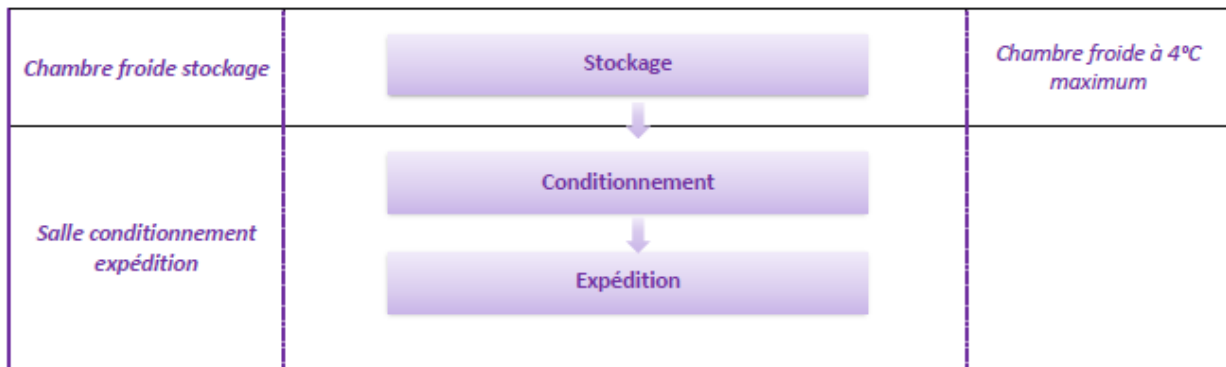 Chambre froide stockage
Stockage
Chambre froide à 4°C
maximum
Salle conditionnement
expédition
Conditionnement
Expédition